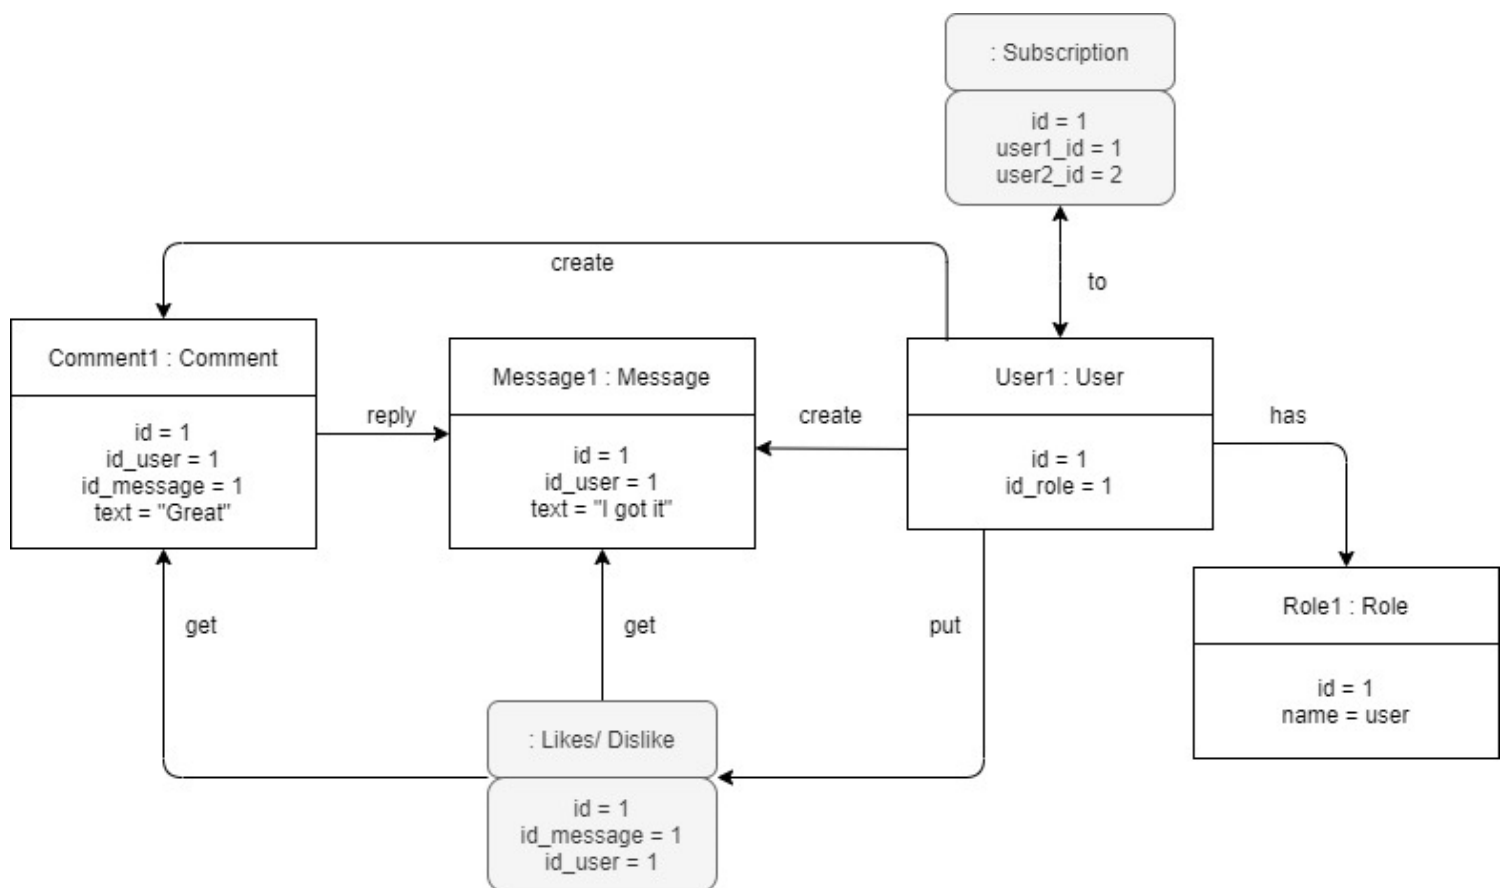 : Subscription
id = 1
user1_id = 1
user2_id = 2
to
create
Comment1 : Comment
id = 1
id_user = 1
id_message = 1
text = "Great"
reply
Message1 : Message
id = 1
id_user = 1
text = "I got it"
create
User1 : User
id = 1
id_role = 1
has
Role1 : Role
id = 1
name = user
get
get
put
: Likes/ Dislike
id = 1
id_message = 1
id_user = 1